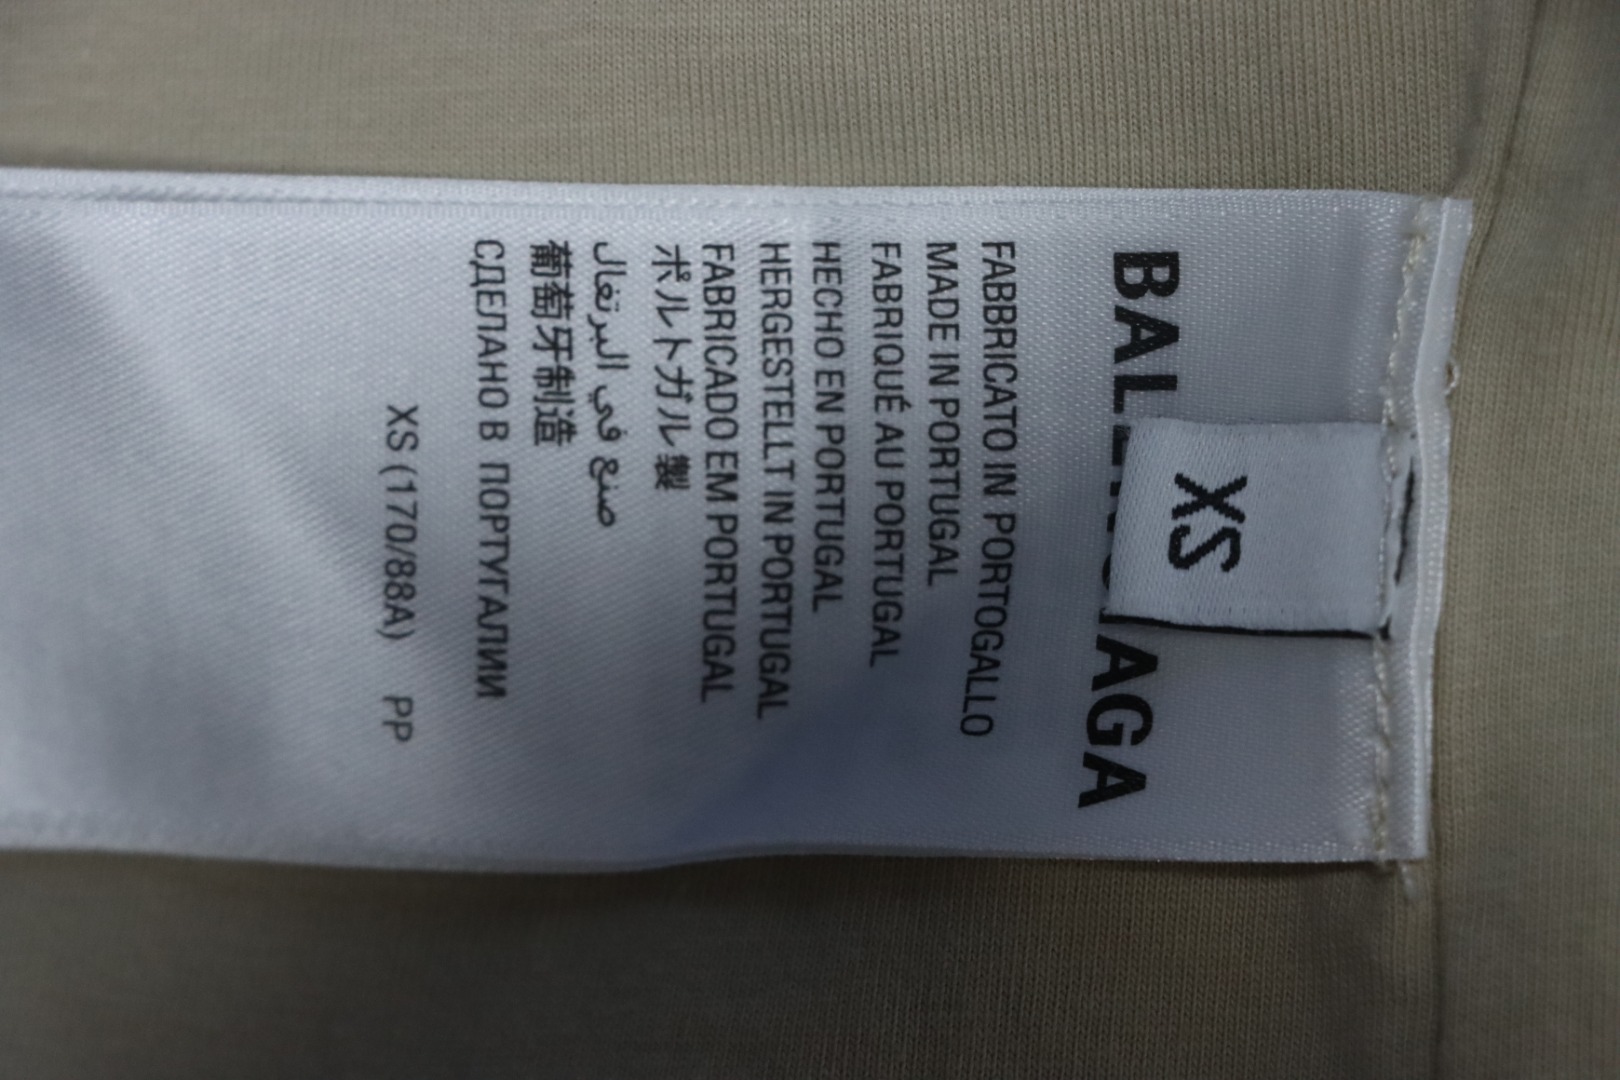 BALENCIAGA
XS
FABBRICATO IN PORTOGALLO
MADE IN PORTUGAL
FABRIQUÉ AU PORTUGAL
HECHO EN PORTUGAL
HERGESTELLT IN PORTUGAL
FABRICADO EM PORTUGAL
ポルトガル製
صنع في البرتغال
葡萄牙制造
СДЕЛАНО В ПОРТУГАЛИИ
XS (170/88A) PP